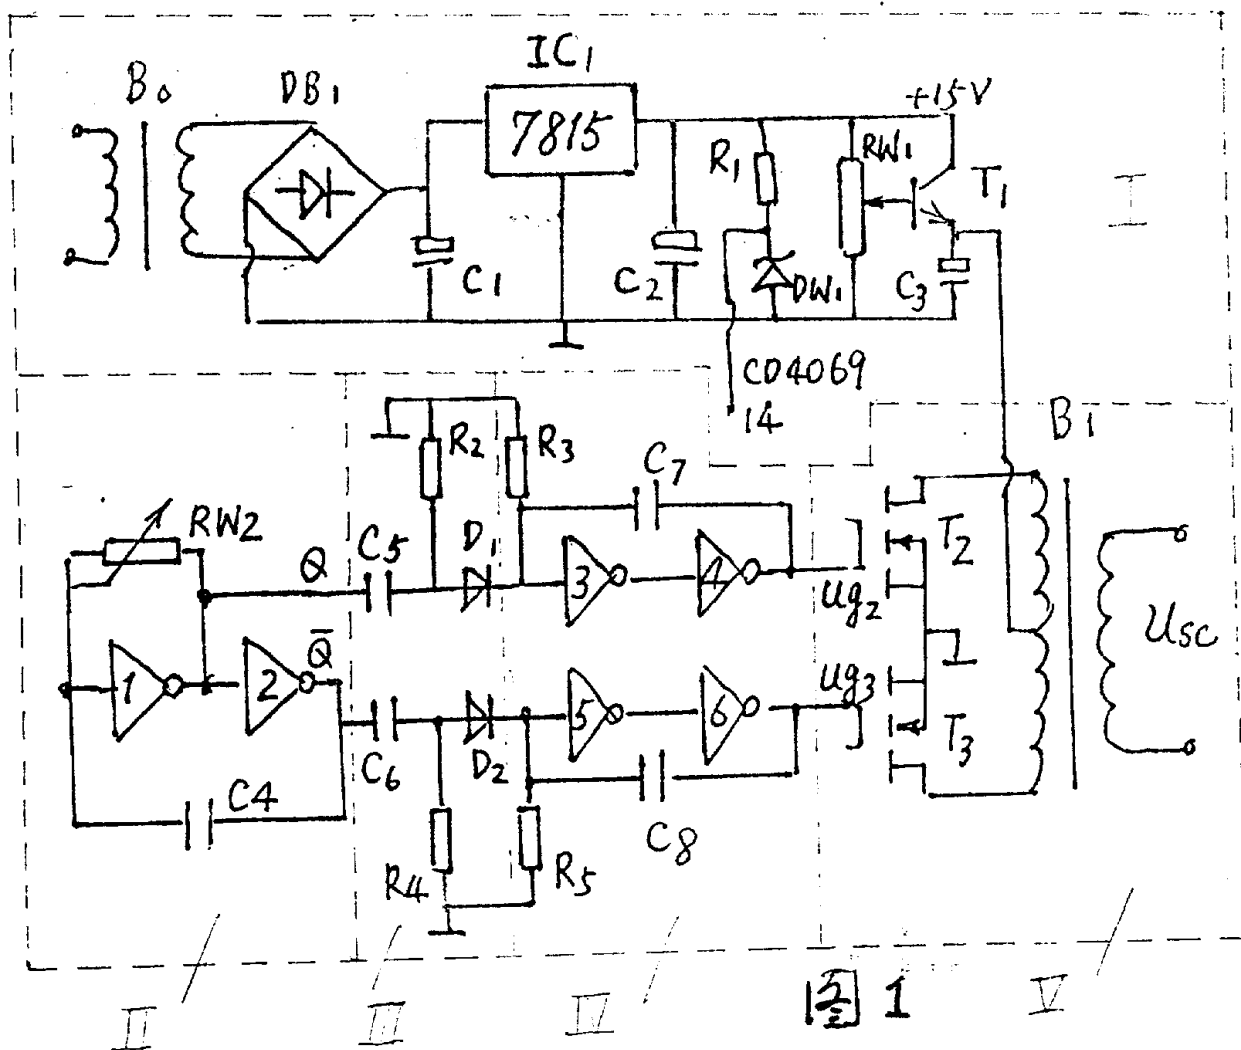 IC1
B0 DB1 7815 +15V
R1 RW1 T1 I
C1 C2 DW1 C3
CD4069
14
B1
R2 R3 C7
RW2 Q C5 D1 3 4 T2
Ug2
1 2 Q̄ Usc
Ug3
5 6 T3
C6 D2
C4 C8
R4 R5
图 1
II III IV V